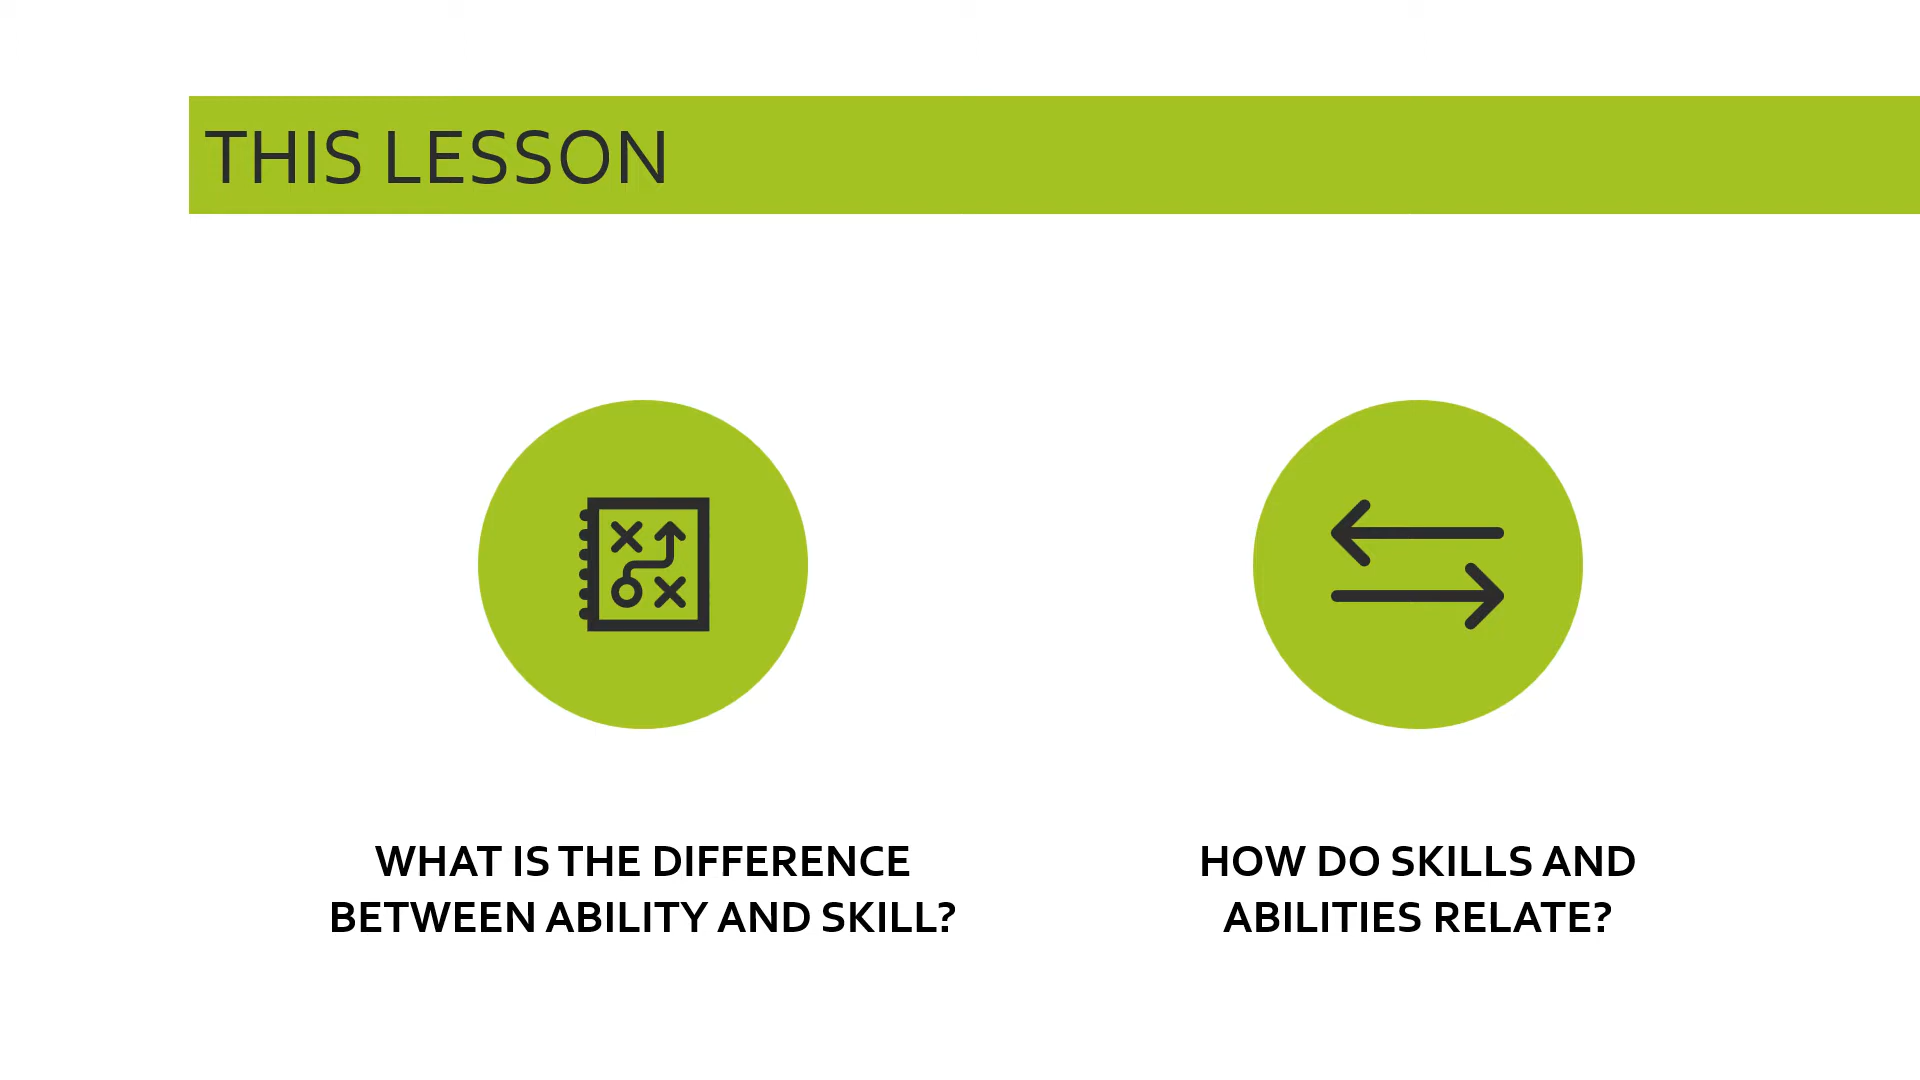 THIS LESSON
WHAT IS THE DIFFERENCE
BETWEEN ABILITY AND SKILL?
HOW DO SKILLS AND
ABILITIES RELATE?